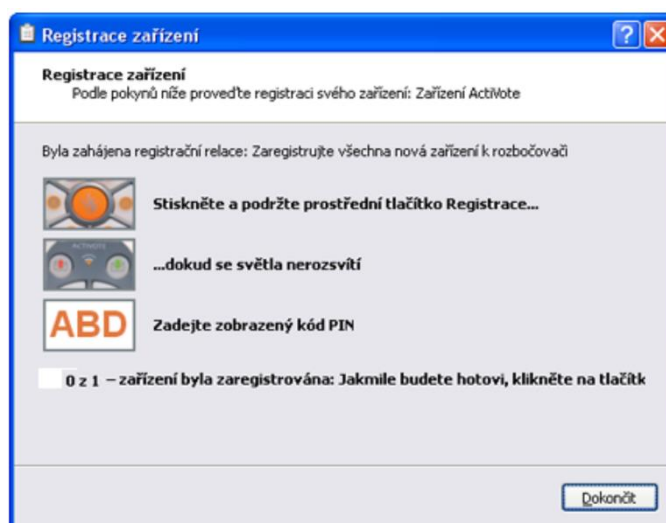 Registrace zařízení
Registrace zařízení
Podle pokynů níže proveďte registraci svého zařízení: Zařízení ActiVote
Byla zahájena registrační relace: Zaregistrujte všechna nová zařízení k rozbočovači
Stiskněte a podržte prostřední tlačítko Registrace...
ACTIVOTE
...dokud se světla nerozsvítí
ABD
Zadejte zobrazený kód PIN
0 z 1 – zařízení byla zaregistrována: Jakmile budete hotovi, klikněte na tlačítk
Dokončit